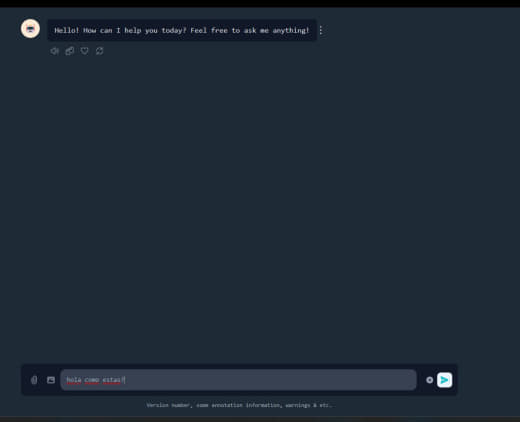 Hello! How can I help you today? Feel free to ask me anything!
hola como estas?
Version number, some annotation information, warnings & etc.